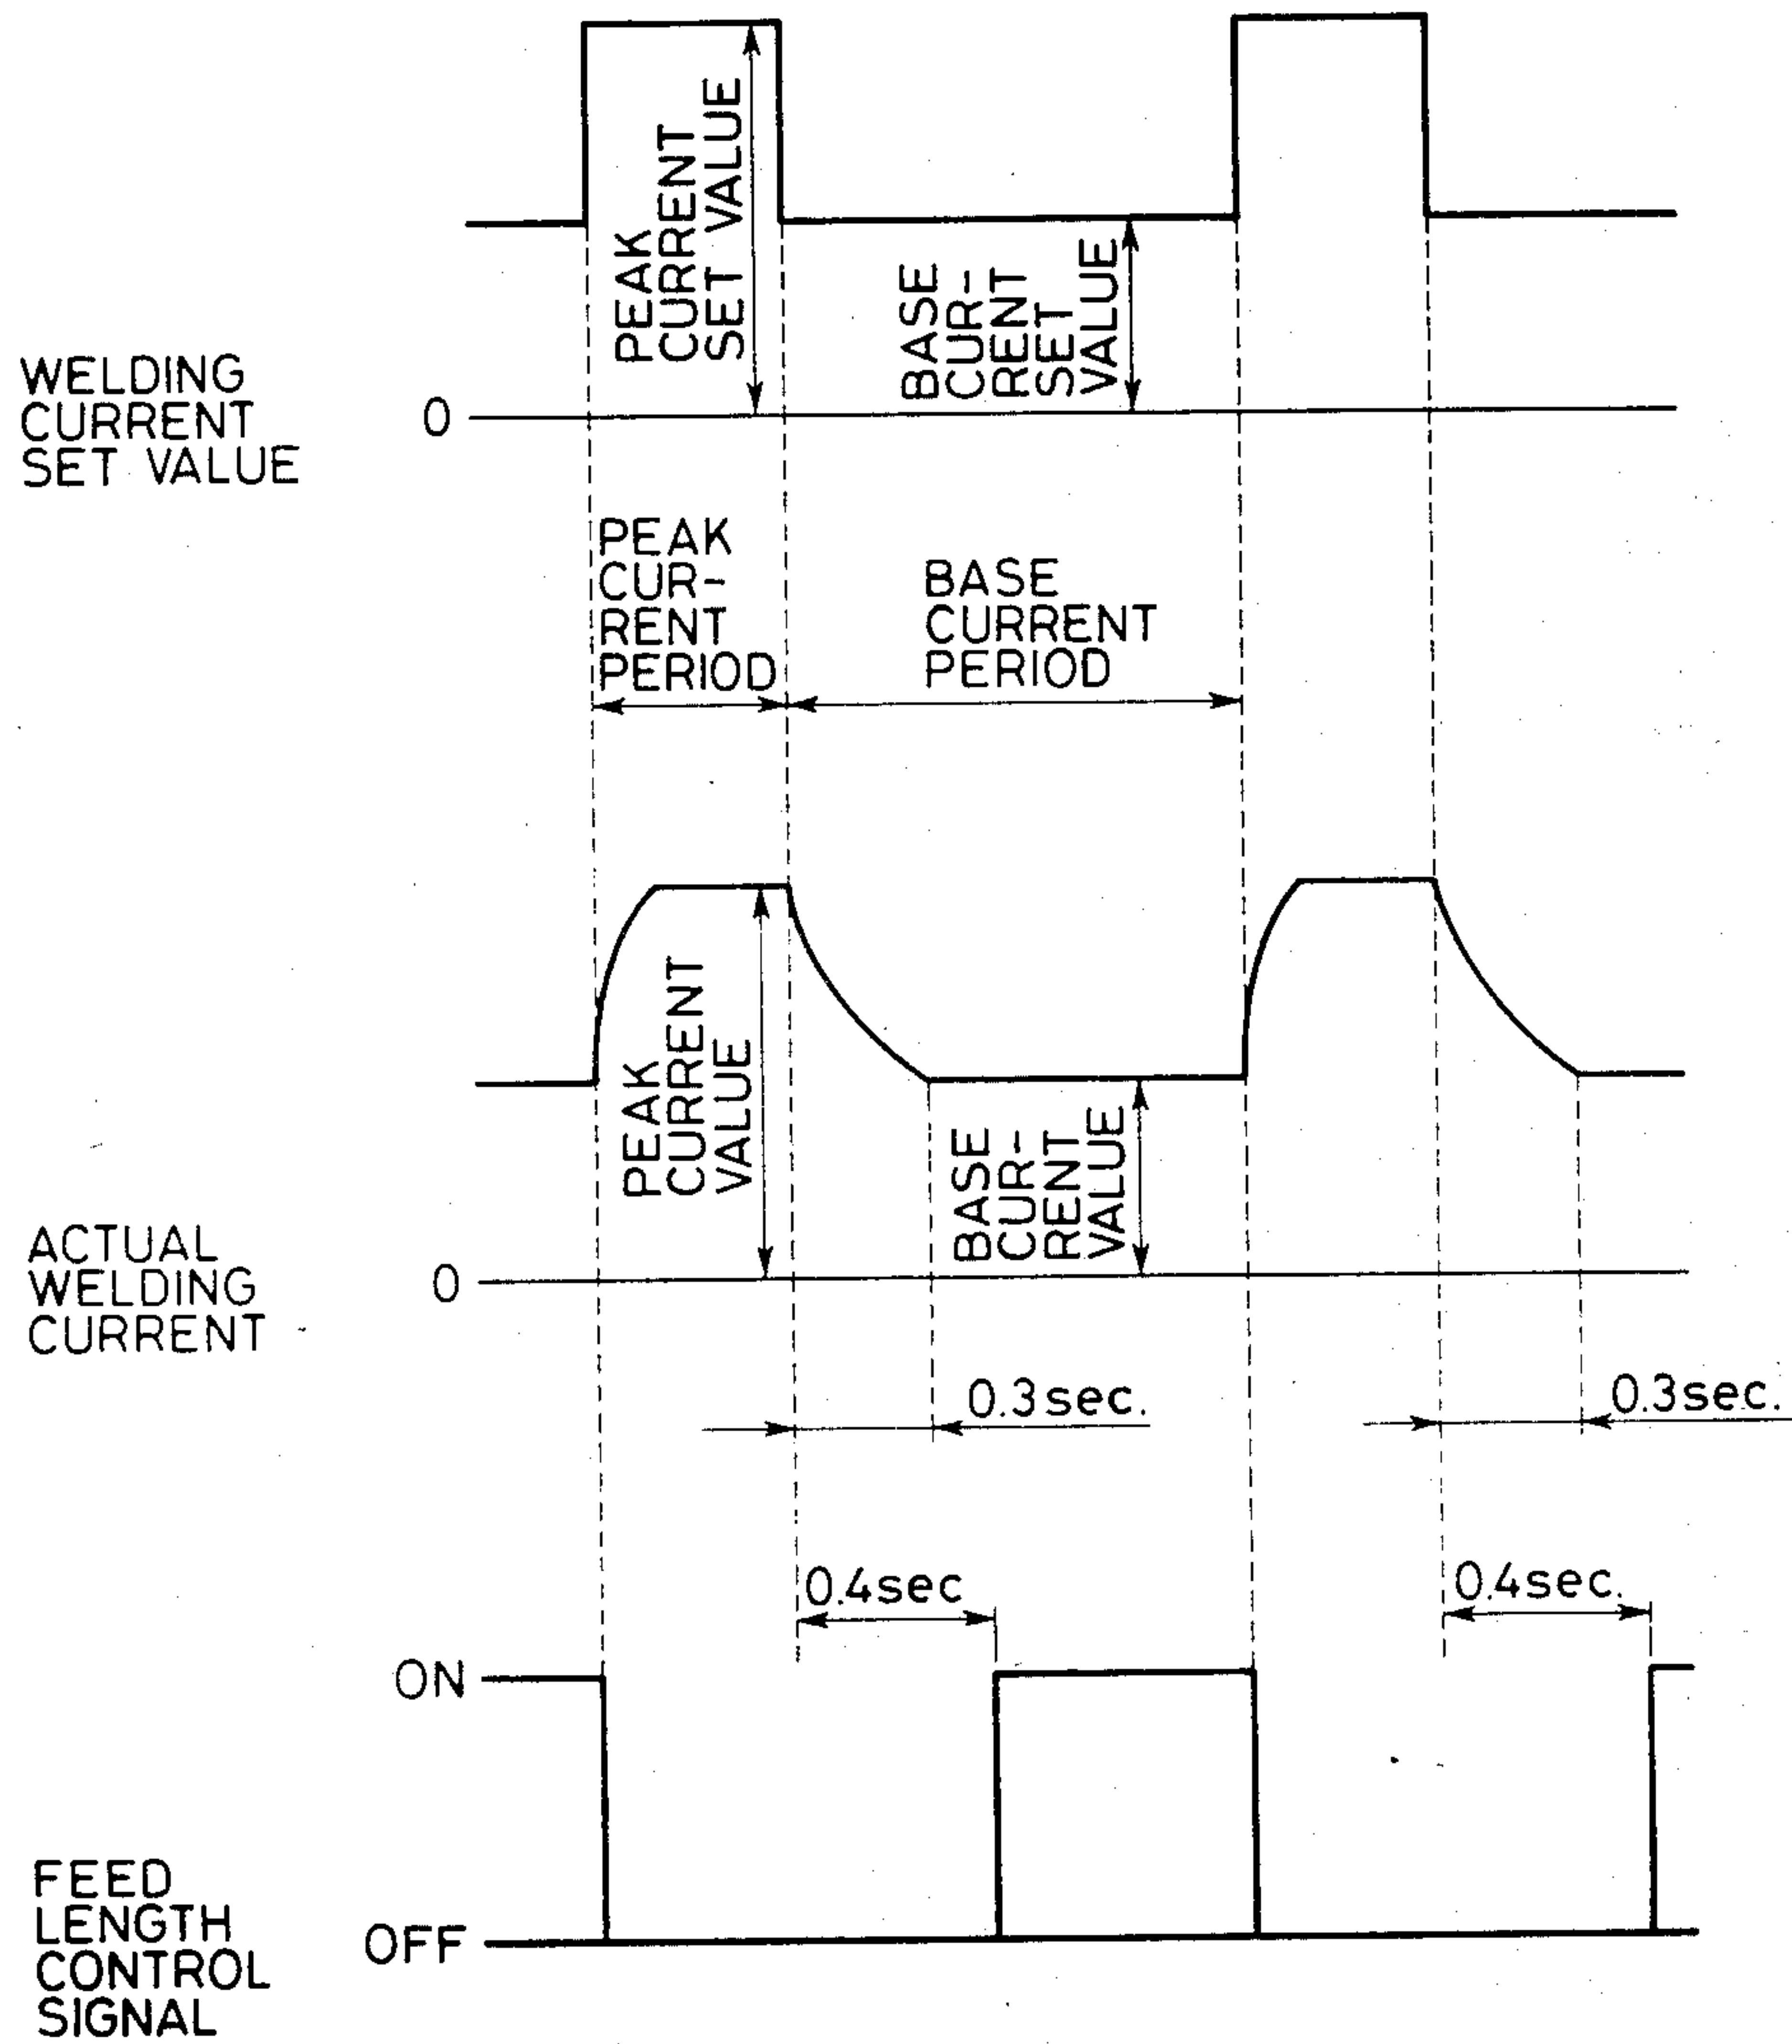 PEAK
CURRENT
SET VALUE
BASE
CUR-
RENT
SET
VALUE
WELDING
CURRENT
SET VALUE
0
PEAK
CUR-
RENT
PERIOD
BASE
CURRENT
PERIOD
PEAK
CURRENT
VALUE
BASE
CUR-
RENT
VALUE
ACTUAL
WELDING
CURRENT
0
0.3sec.
0.3sec.
0.4sec
0.4sec.
ON
OFF
FEED
LENGTH
CONTROL
SIGNAL